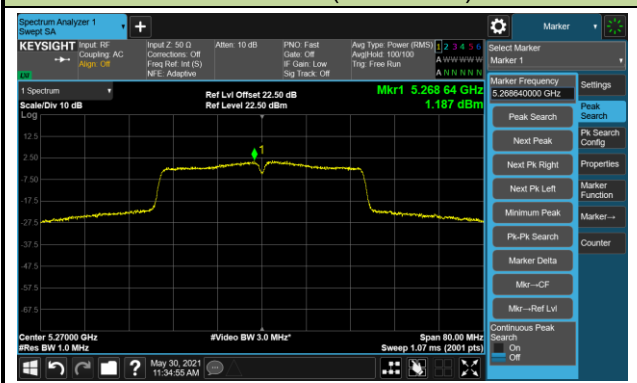 Spectrum Analyzer 1
Swept SA
+
Marker
KEYSIGHT
Input: RF
Coupling: AC
Align: Off
Input Z: 50 Ω
Corrections: Off
Freq Ref: Int (S)
NFE: Adaptive
Atten: 10 dB
PNO: Fast
Gate: Off
IF Gain: Low
Sig Track: Off
Avg Type: Power (RMS)
Avg|Hold: 100/100
Trig: Free Run
1 2 3 4 5 6
A W W W W W
A N N N N N
Select Marker
Marker 1
1 Spectrum
Scale/Div 10 dB
Log
Ref Lvl Offset 22.50 dB
Ref Level 22.50 dBm
Mkr1 5.268 64 GHz
1.187 dBm
1
12.5
2.50
-7.50
-17.5
-27.5
-37.5
-47.5
-57.5
-67.5
Center 5.27000 GHz
#Res BW 1.0 MHz
#Video BW 3.0 MHz*
Span 80.00 MHz
Sweep 1.07 ms (2001 pts)
Marker Frequency
5.268640000 GHz
Peak Search
Next Peak
Next Pk Right
Next Pk Left
Minimum Peak
Pk-Pk Search
Marker Delta
Mkr→CF
Mkr→Ref Lvl
Continuous Peak
Search
On
Off
Settings
Peak
Search
Pk Search
Config
Properties
Marker
Function
Marker→
Counter
?
May 30, 2021
11:34:55 AM